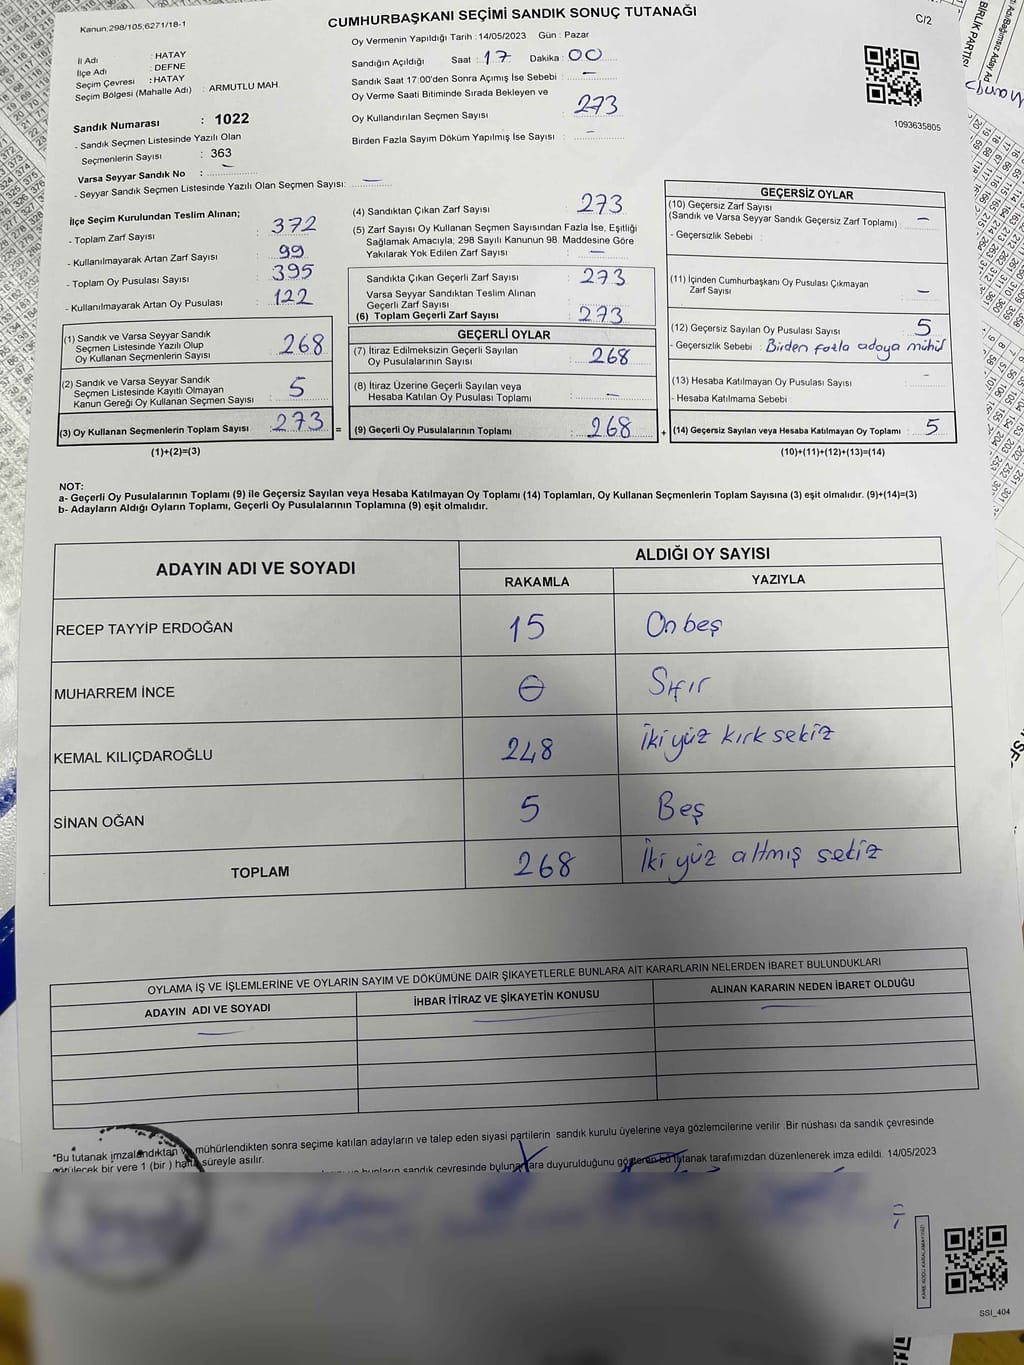 Kanun:298/105;6271/18-1
CUMHURBAŞKANI SEÇİMİ SANDIK SONUÇ TUTANAĞI
C/2
Oy Vermenin Yapıldığı Tarih : 14/05/2023 Gün : Pazar
İl Adı : HATAY
İlçe Adı : DEFNE
Seçim Çevresi : HATAY
Seçim Bölgesi (Mahalle Adı) : ARMUTLU MAH.
Sandık Numarası : 1022
- Sandık Seçmen Listesinde Yazılı Olan
Seçmenlerin Sayısı : 363
Varsa Seyyar Sandık No : -
- Seyyar Sandık Seçmen Listesinde Yazılı Olan Seçmen Sayısı: -
Sandığın Açıldığı Saat : 17 Dakika : 00
Sandık Saat 17:00'den Sonra Açımış İse Sebebi : -
Oy Verme Saati Bitiminde Sırada Bekleyen ve
Oy Kullandırılan Seçmen Sayısı : 273
Birden Fazla Sayım Döküm Yapılmış İse Sayısı : -
1093635805
İlçe Seçim Kurulundan Teslim Alınan;
- Toplam Zarf Sayısı : 372
- Kullanılmayarak Artan Zarf Sayısı : 99
- Toplam Oy Pusulası Sayısı : 395
- Kullanılmayarak Artan Oy Pusulası : 122
(1) Sandık ve Varsa Seyyar Sandık
Seçmen Listesinde Yazılı Olup
Oy Kullanan Seçmenlerin Sayısı : 268
(2) Sandık ve Varsa Seyyar Sandık
Seçmen Listesinde Kayıtlı Olmayan
Kanun Gereği Oy Kullanan Seçmen Sayısı : 5
(3) Oy Kullanan Seçmenlerin Toplam Sayısı : 273 =
(1)+(2)=(3)
(4) Sandıktan Çıkan Zarf Sayısı : 273
(5) Zarf Sayısı Oy Kullanan Seçmen Sayısından Fazla İse, Eşitliği
Sağlamak Amacıyla; 298 Sayılı Kanunun 98. Maddesine Göre
Yakılarak Yok Edilen Zarf Sayısı : -
Sandıkta Çıkan Geçerli Zarf Sayısı : 273
Varsa Seyyar Sandıktan Teslim Alınan
Geçerli Zarf Sayısı :
(6) Toplam Geçerli Zarf Sayısı : 273
GEÇERLİ OYLAR
(7) İtiraz Edilmeksizin Geçerli Sayılan
Oy Pusulalarının Sayısı : 268
(8) İtiraz Üzerine Geçerli Sayılan veya
Hesaba Katılan Oy Pusulası Toplamı : -
(9) Geçerli Oy Pusulalarının Toplamı : 268 +
GEÇERSİZ OYLAR
(10) Geçersiz Zarf Sayısı
(Sandık ve Varsa Seyyar Sandık Geçersiz Zarf Toplamı) : -
- Geçersizlik Sebebi :
(11) İçinden Cumhurbaşkanı Oy Pusulası Çıkmayan
Zarf Sayısı : -
(12) Geçersiz Sayılan Oy Pusulası Sayısı : 5
- Geçersizlik Sebebi : Birden fazla adaya mühür
(13) Hesaba Katılmayan Oy Pusulası Sayısı : -
- Hesaba Katılmama Sebebi :
(14) Geçersiz Sayılan veya Hesaba Katılmayan Oy Toplamı : 5
(10)+(11)+(12)+(13)=(14)
NOT:
a- Geçerli Oy Pusulalarının Toplamı (9) ile Geçersiz Sayılan veya Hesaba Katılmayan Oy Toplamı (14) Toplamları, Oy Kullanan Seçmenlerin Toplam Sayısına (3) eşit olmalıdır. (9)+(14)=(3)
b- Adayların Aldığı Oyların Toplamı, Geçerli Oy Pusulalarının Toplamına (9) eşit olmalıdır.
ADAYIN ADI VE SOYADI
ALDIĞI OY SAYISI
RAKAMLA YAZIYLA
RECEP TAYYİP ERDOĞAN 15 On beş
MUHARREM İNCE 0 Sıfır
KEMAL KILIÇDAROĞLU 248 İki yüz kırk sekiz
SİNAN OĞAN 5 Beş
TOPLAM 268 İki yüz altmış sekiz
OYLAMA İŞ VE İŞLEMLERİNE VE OYLARIN SAYIM VE DÖKÜMÜNE DAİR ŞİKAYETLERLE BUNLARA AİT KARARLARIN NELERDEN İBARET BULUNDUKLARI
ADAYIN ADI VE SOYADI İHBAR İTİRAZ VE ŞİKAYETİN KONUSU ALINAN KARARIN NEDEN İBARET OLDUĞU
*Bu tutanak imzalandıktan ve mühürlendikten sonra seçime katılan adayların ve talep eden siyasi partilerin sandık kurulu üyelerine veya gözlemcilerine verilir. Bir nüshası da sandık çevresinde
görülecek bir yere 1 (bir) hafta süreyle asılır.
bunların sandık çevresinde bulunanlara duyurulduğunu gösteren bu tutanak tarafımızdan düzenlenerek imza edildi. 14/05/2023
SSI_404
BİRLİK PARTİSİ